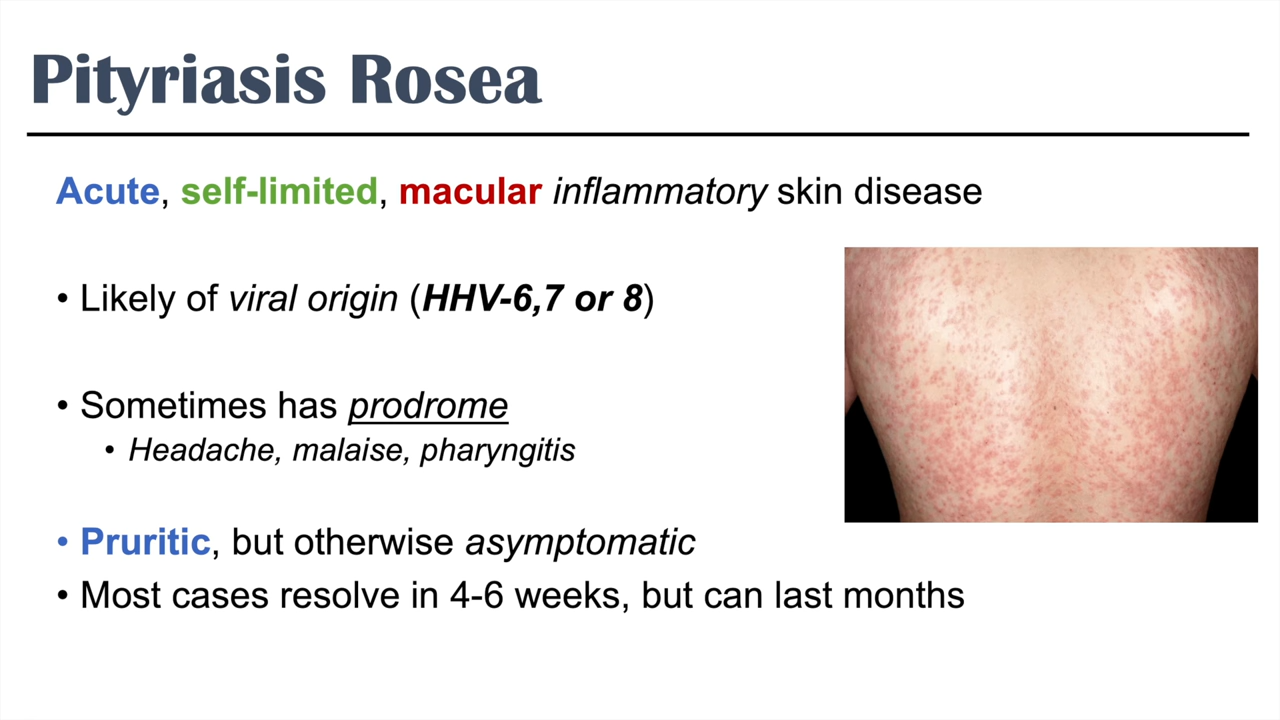 Pityriasis Rosea
Acute, self-limited, macular inflammatory skin disease
• Likely of viral origin (HHV-6,7 or 8)
• Sometimes has prodrome
• Headache, malaise, pharyngitis
• Pruritic, but otherwise asymptomatic
• Most cases resolve in 4-6 weeks, but can last months